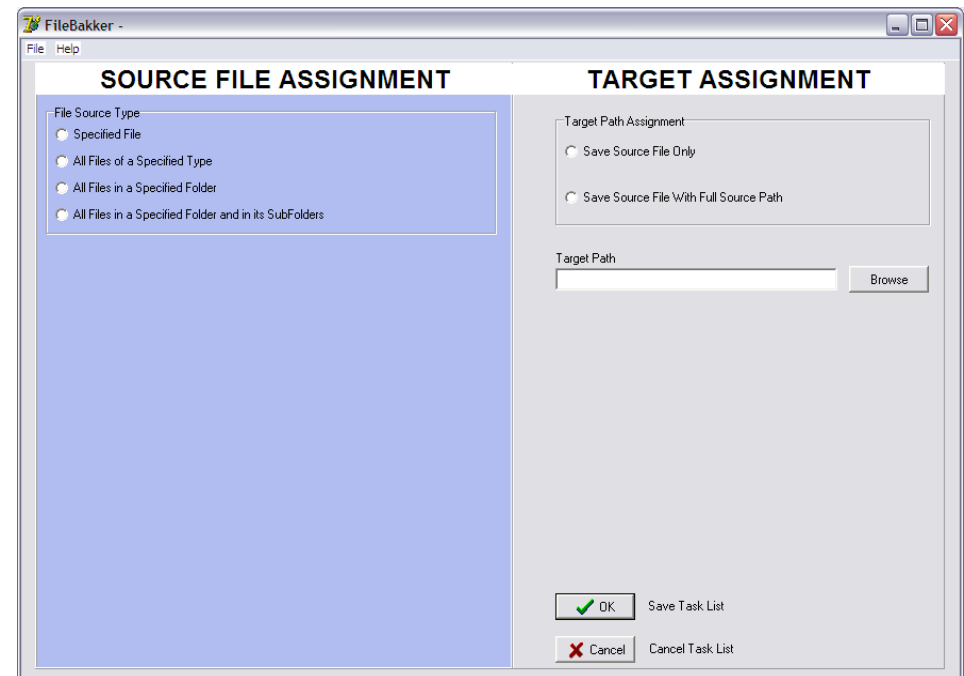 FileBakker -
File Help
SOURCE FILE ASSIGNMENT
File Source Type
Specified File
All Files of a Specified Type
All Files in a Specified Folder
All Files in a Specified Folder and in its SubFolders
TARGET ASSIGNMENT
Target Path Assignment
Save Source File Only
Save Source File With Full Source Path
Target Path
Browse
OK Save Task List
Cancel Cancel Task List